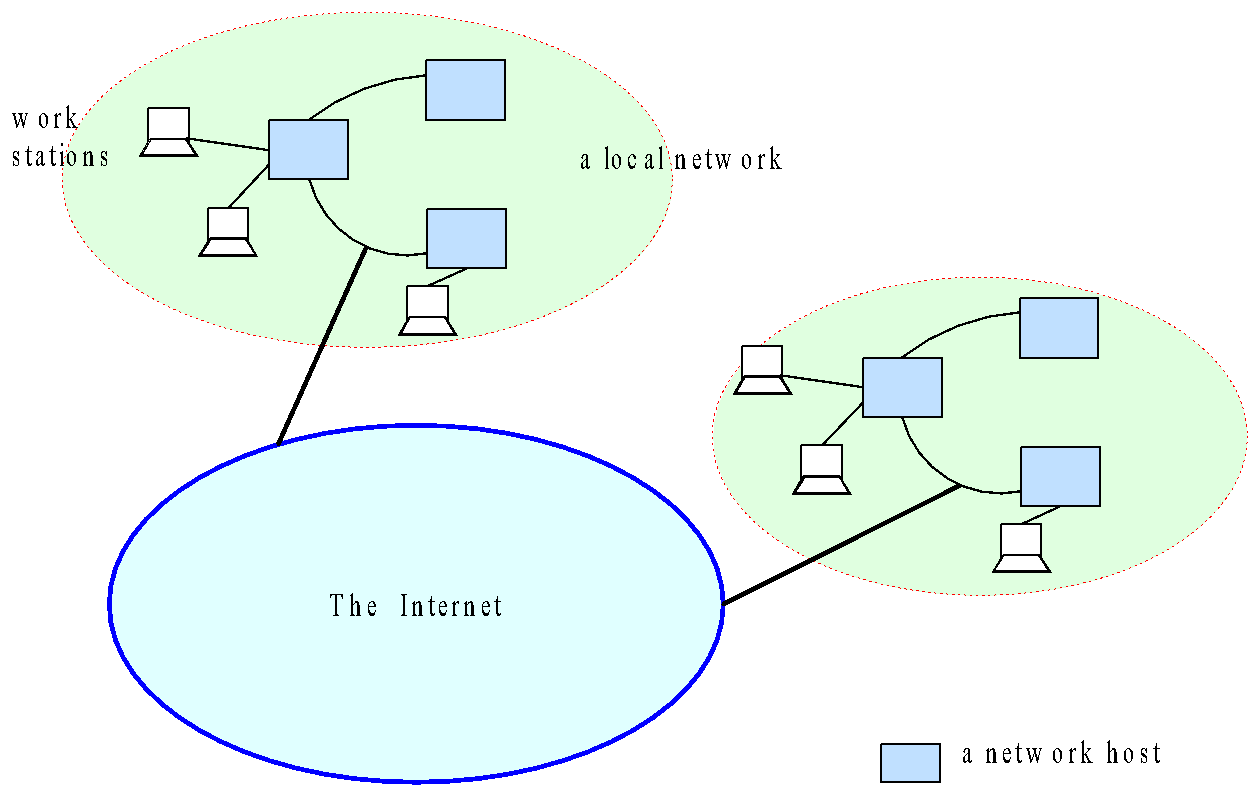 work
stations
a local network
The Internet
a network host